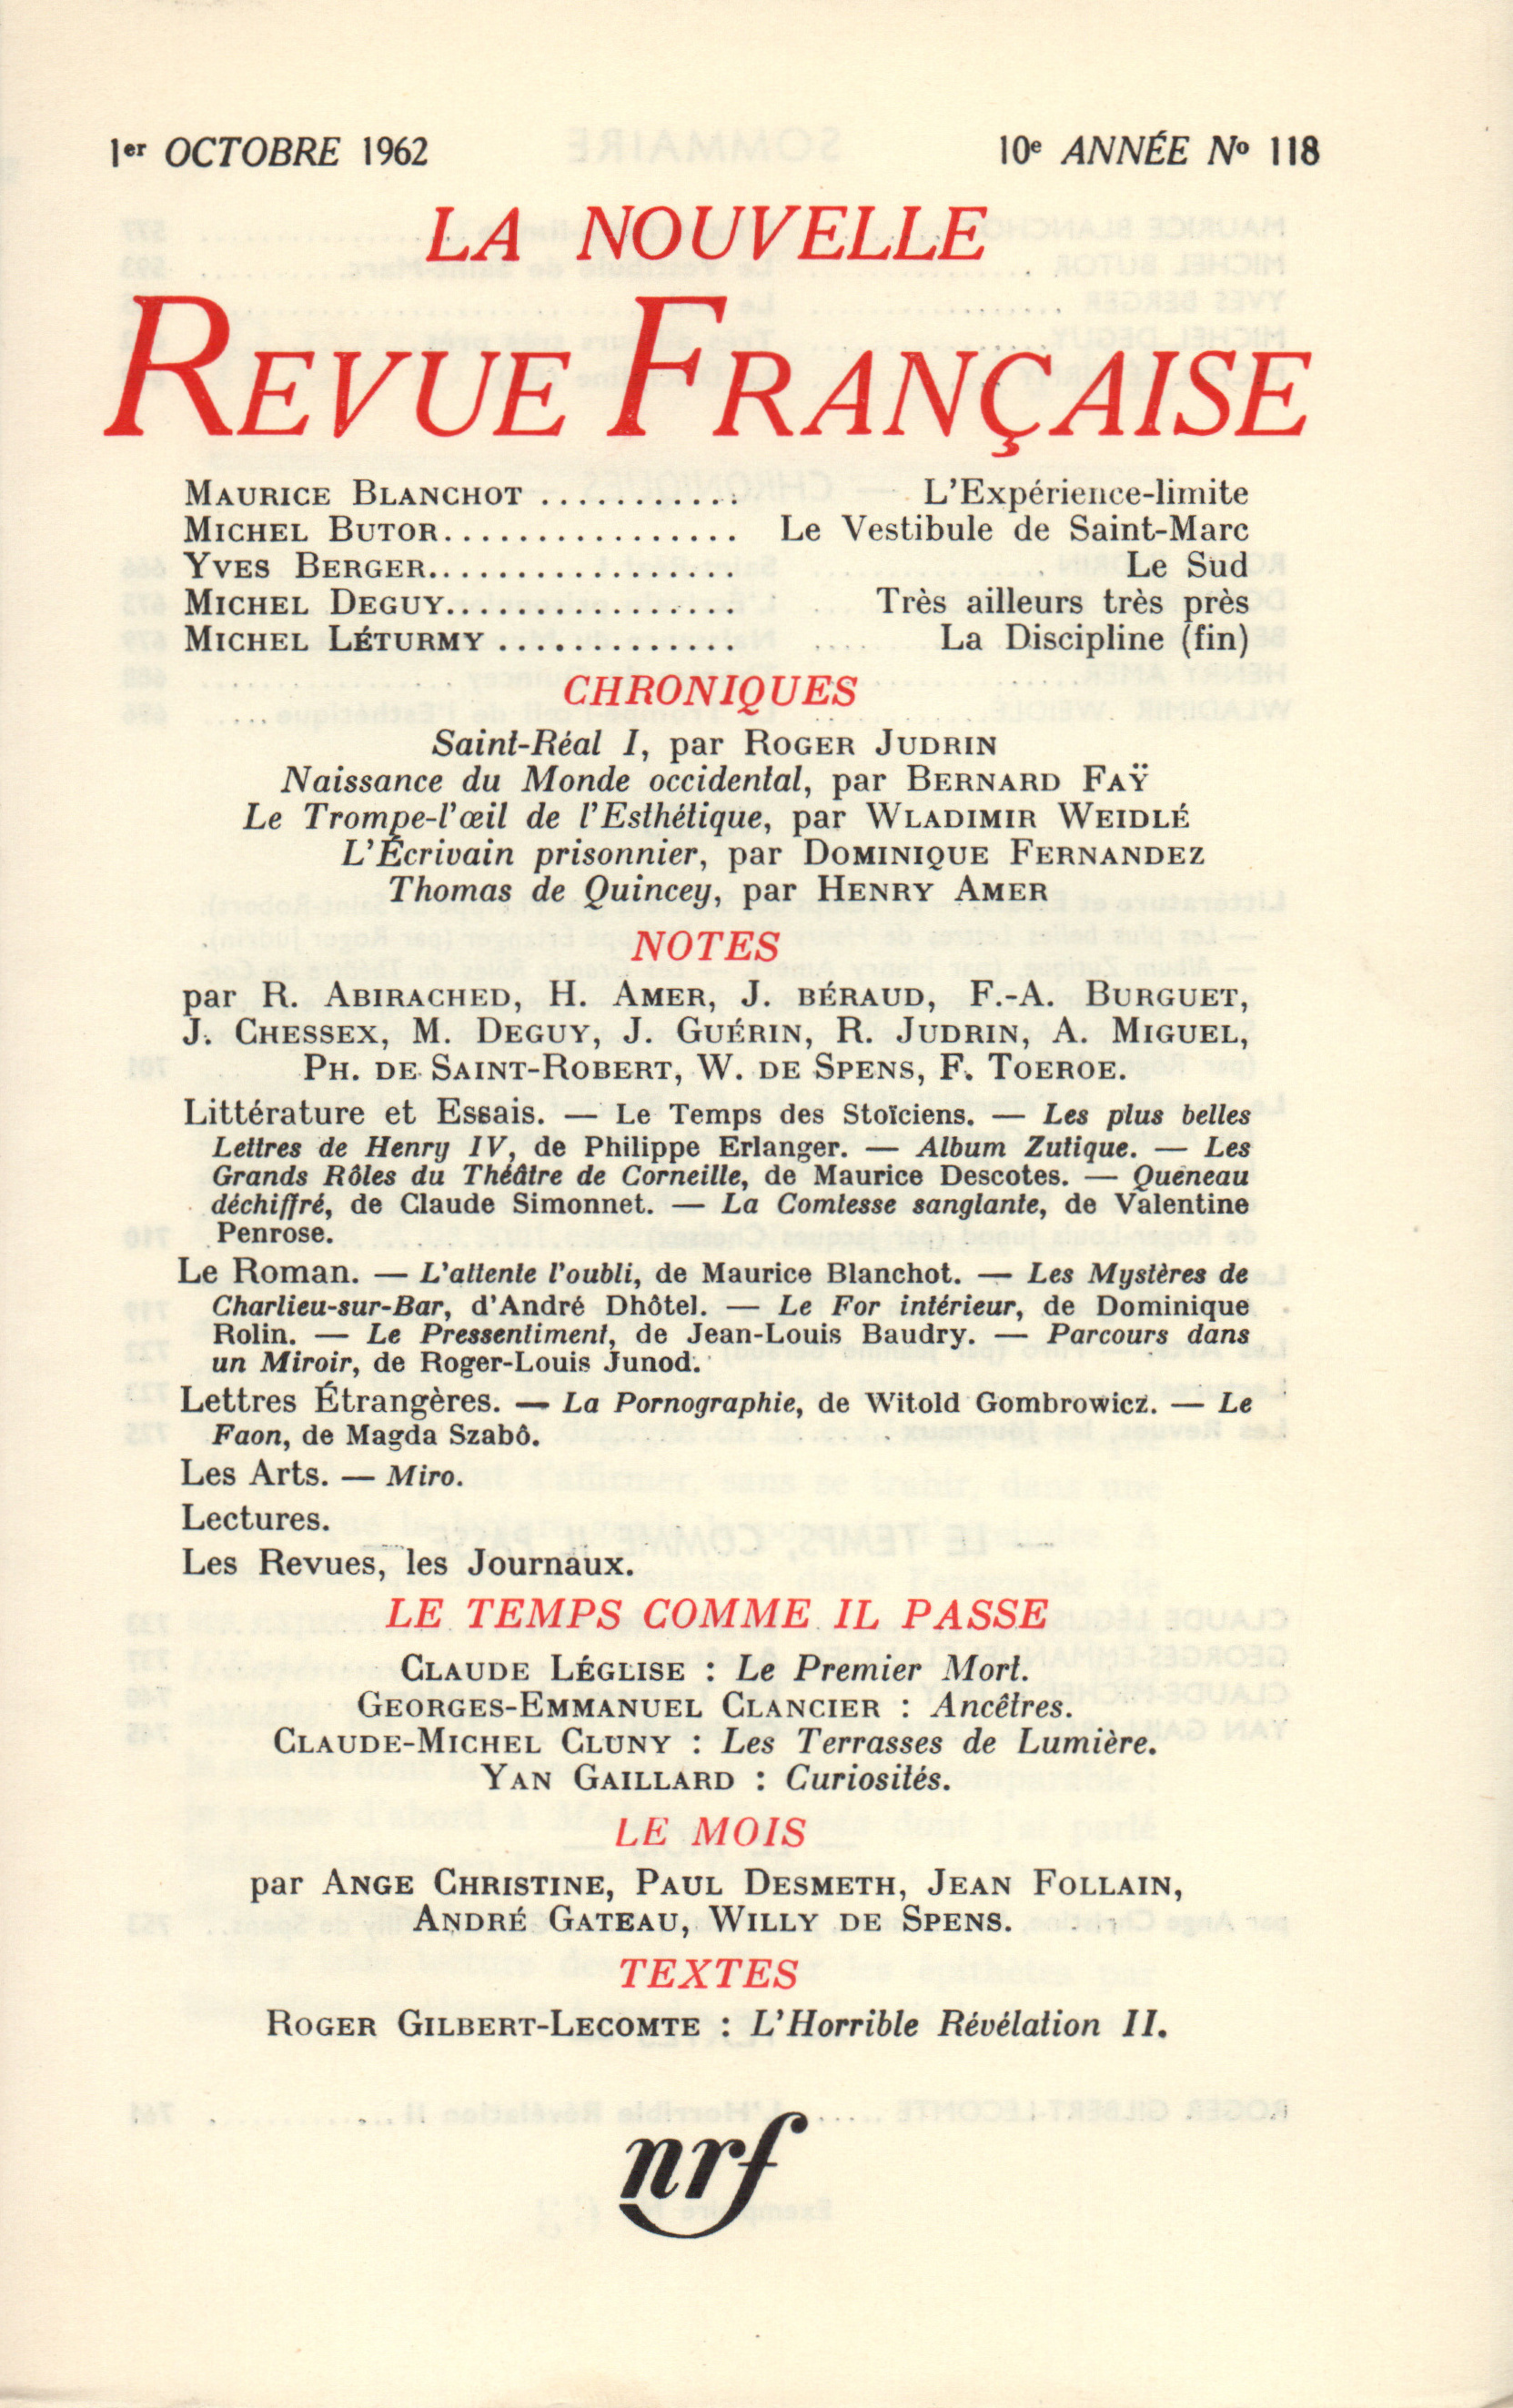 1er OCTOBRE 1962 10e ANNÉE No 118
LA NOUVELLE
REVUE FRANÇAISE
MAURICE BLANCHOT ........... L'Expérience-limite
MICHEL BUTOR................ Le Vestibule de Saint-Marc
YVES BERGER................. Le Sud
MICHEL DEGUY................ Très ailleurs très près
MICHEL LÉTURMY ............. La Discipline (fin)
CHRONIQUES
Saint-Réal I, par ROGER JUDRIN
Naissance du Monde occidental, par BERNARD FAŸ
Le Trompe-l'œil de l'Esthétique, par WLADIMIR WEIDLÉ
L'Écrivain prisonnier, par DOMINIQUE FERNANDEZ
Thomas de Quincey, par HENRY AMER
NOTES
par R. ABIRACHED, H. AMER, J. BÉRAUD, F.-A. BURGUET,
J. CHESSEX, M. DEGUY, J. GUÉRIN, R. JUDRIN, A. MIGUEL,
PH. DE SAINT-ROBERT, W. DE SPENS, F. TOEROE.
Littérature et Essais. — Le Temps des Stoïciens. — Les plus belles
Lettres de Henry IV, de Philippe Erlanger. — Album Zutique. — Les
Grands Rôles du Théâtre de Corneille, de Maurice Descotes. — Queneau
déchiffré, de Claude Simonnet. — La Comtesse sanglante, de Valentine
Penrose.
Le Roman. — L'attente l'oubli, de Maurice Blanchot. — Les Mystères de
Charlieu-sur-Bar, d'André Dhôtel. — Le For intérieur, de Dominique
Rolin. — Le Pressentiment, de Jean-Louis Baudry. — Parcours dans
un Miroir, de Roger-Louis Junod.
Lettres Étrangères. — La Pornographie, de Witold Gombrowicz. — Le
Faon, de Magda Szabô.
Les Arts. — Miro.
Lectures.
Les Revues, les Journaux.
LE TEMPS COMME IL PASSE
CLAUDE LÉGLISE : Le Premier Mort.
GEORGES-EMMANUEL CLANCIER : Ancêtres.
CLAUDE-MICHEL CLUNY : Les Terrasses de Lumière.
YAN GAILLARD : Curiosités.
LE MOIS
par ANGE CHRISTINE, PAUL DESMETH, JEAN FOLLAIN,
ANDRÉ GATEAU, WILLY DE SPENS.
TEXTES
ROGER GILBERT-LECOMTE : L'Horrible Révélation II.
nrf